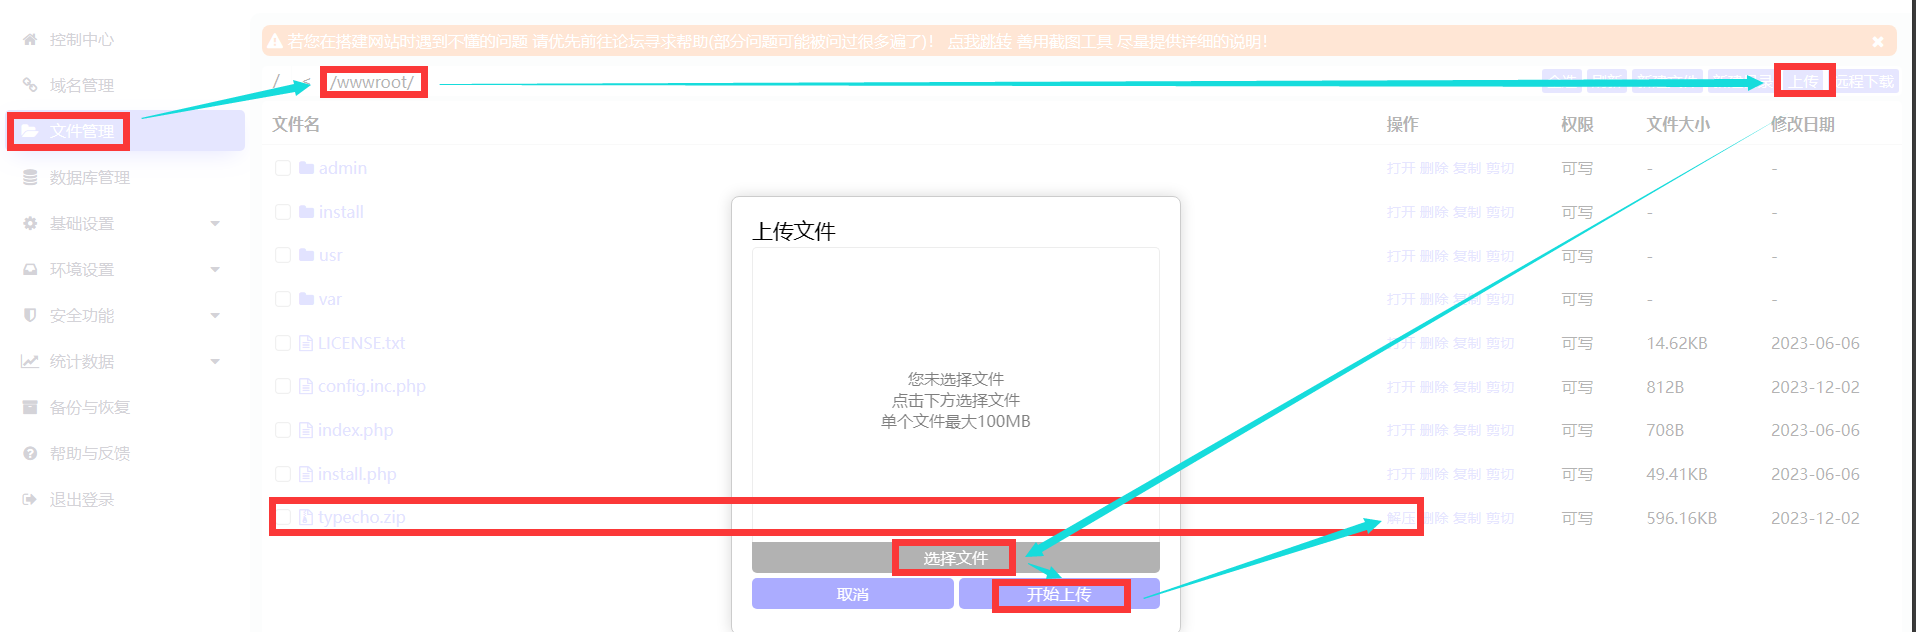 控制中心
域名管理
文件管理
数据库管理
基础设置
环境设置
安全功能
统计数据
备份与恢复
帮助与反馈
退出登录
若您在搭建网站时遇到不懂的问题 请优先前往论坛寻求帮助(部分问题可能被问过很多遍了)！ 点我跳转 善用截图工具 尽量提供详细的说明！
/ < /wwwroot/ 全选 刷新 新建文件 上传 远程下载
文件名 操作 权限 文件大小 修改日期
admin 打开 删除 复制 剪切 可写 - -
install 打开 删除 复制 剪切 可写 - -
usr 打开 删除 复制 剪切 可写 - -
var 打开 删除 复制 剪切 可写 - -
LICENSE.txt 打开 删除 复制 剪切 可写 14.62KB 2023-06-06
config.inc.php 打开 删除 复制 剪切 可写 812B 2023-12-02
index.php 打开 删除 复制 剪切 可写 708B 2023-06-06
install.php 打开 删除 复制 剪切 可写 49.41KB 2023-06-06
typecho.zip 解压 删除 复制 剪切 可写 596.16KB 2023-12-02
上传文件
您未选择文件
点击下方选择文件
单个文件最大100MB
选择文件
取消 开始上传